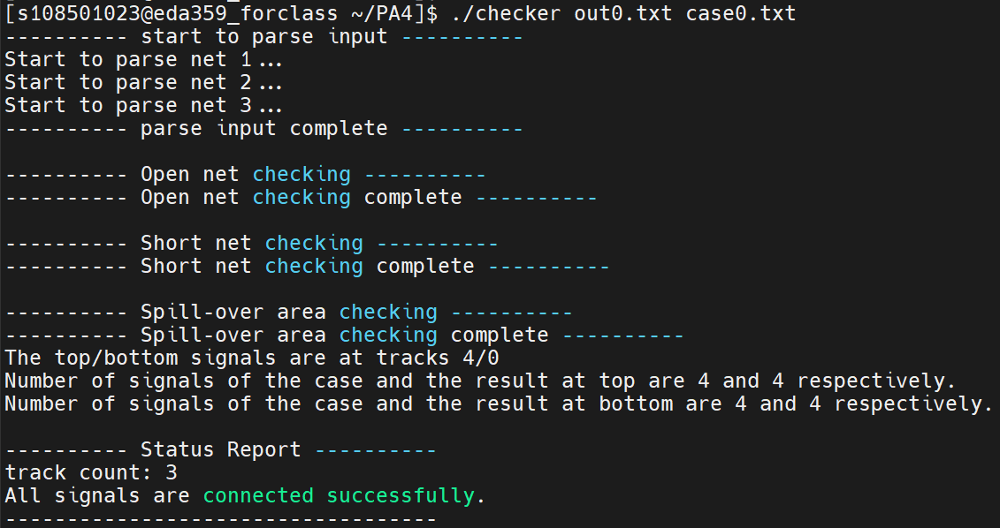 [s108501023@eda359_forclass ~/PA4]$ ./checker out0.txt case0.txt
---------- start to parse input ----------
Start to parse net 1...
Start to parse net 2...
Start to parse net 3...
---------- parse input complete ----------
---------- Open net checking ----------
---------- Open net checking complete ----------
---------- Short net checking ----------
---------- Short net checking complete ----------
---------- Spill-over area checking ----------
---------- Spill-over area checking complete ----------
The top/bottom signals are at tracks 4/0
Number of signals of the case and the result at top are 4 and 4 respectively.
Number of signals of the case and the result at bottom are 4 and 4 respectively.
---------- Status Report ----------
track count: 3
All signals are connected successfully.
-----------------------------------